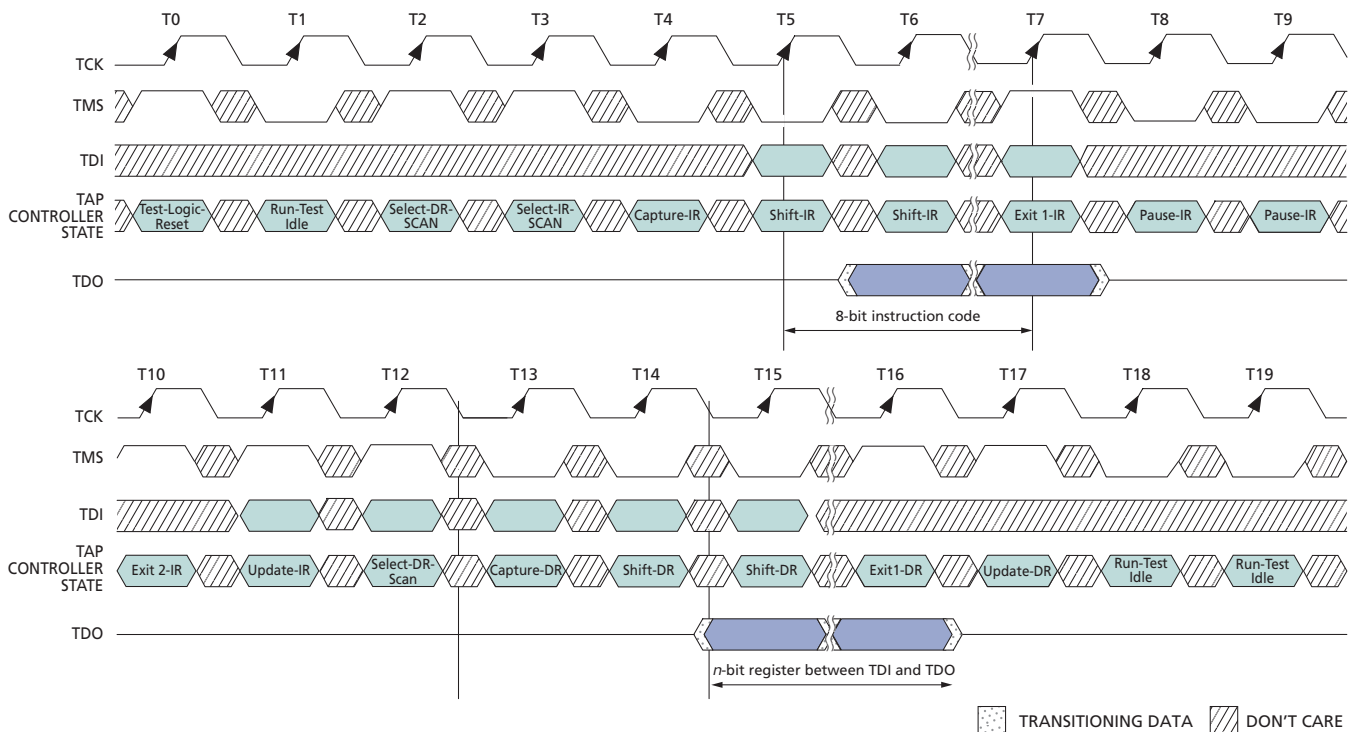 T0 T1 T2 T3 T4 T5 T6 T7 T8 T9
TCK
TMS
TDI
TAP
CONTROLLER
STATE
Test-Logic-
Reset
Run-Test
Idle
Select-DR-
SCAN
Select-IR-
SCAN
Capture-IR
Shift-IR
Shift-IR
Exit 1-IR
Pause-IR
Pause-IR
TDO
8-bit instruction code
T10 T11 T12 T13 T14 T15 T16 T17 T18 T19
TCK
TMS
TDI
TAP
CONTROLLER
STATE
Exit 2-IR
Update-IR
Select-DR-
Scan
Capture-DR
Shift-DR
Shift-DR
Exit1-DR
Update-DR
Run-Test
Idle
Run-Test
Idle
TDO
n-bit register between TDI and TDO
TRANSITIONING DATA DON'T CARE